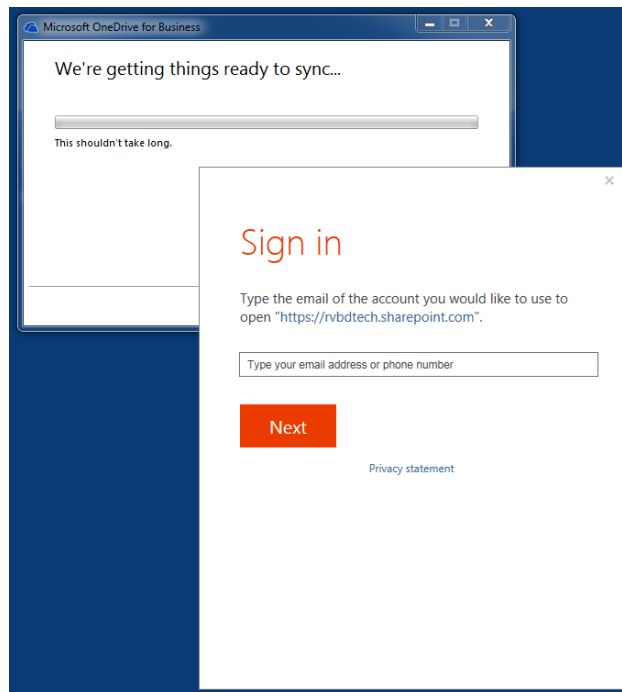 Microsoft OneDrive for Business
We're getting things ready to sync...
This shouldn't take long.
Sign in
Type the email of the account you would like to use to
open "https://rvbdtech.sharepoint.com".
Type your email address or phone number
Next
Privacy statement